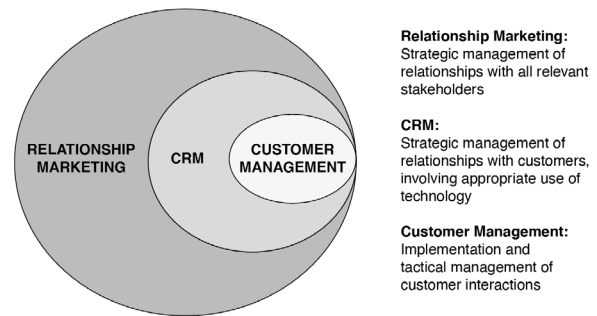 RELATIONSHIP
MARKETING
CRM
CUSTOMER
MANAGEMENT
Relationship Marketing:
Strategic management of
relationships with all relevant
stakeholders
CRM:
Strategic management of
relationships with customers,
involving appropriate use of
technology
Customer Management:
Implementation and
tactical management of
customer interactions